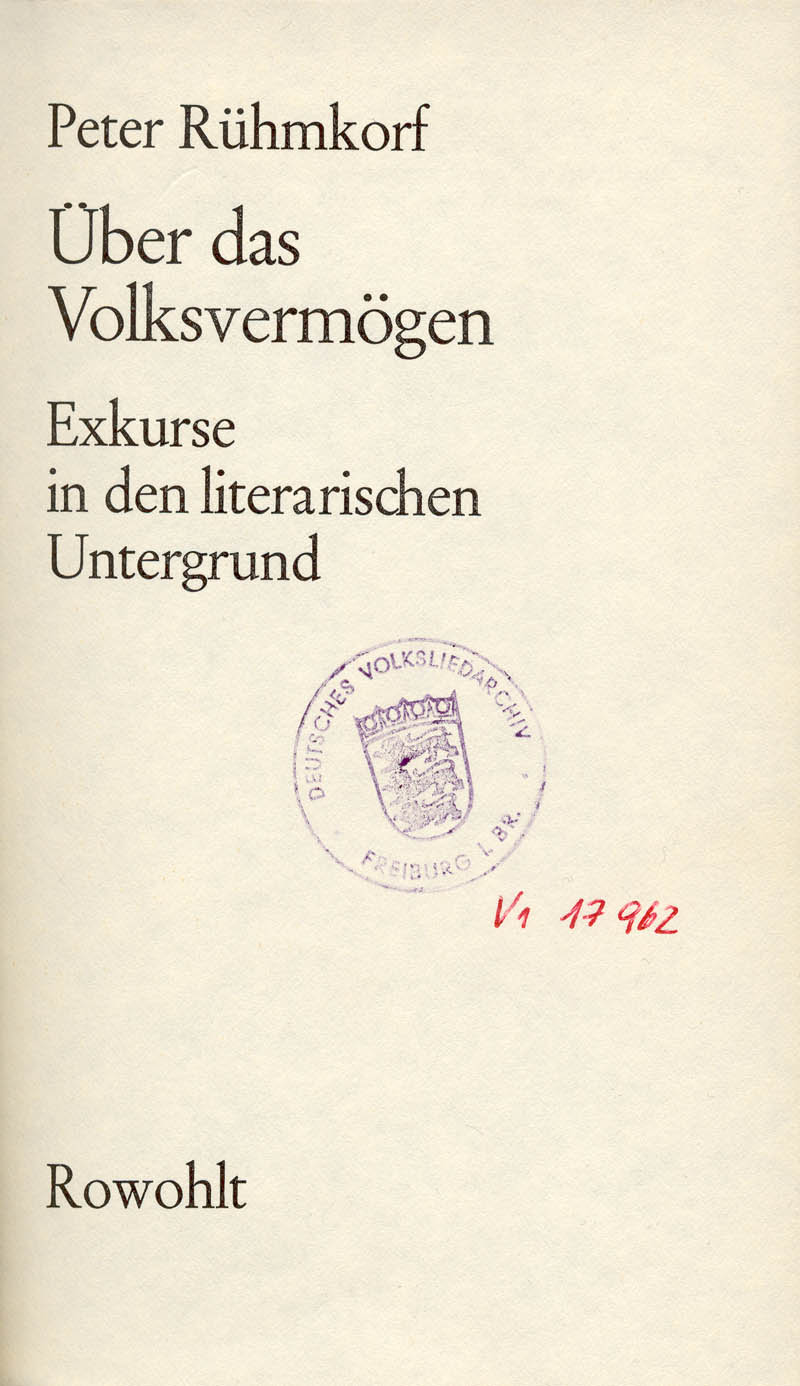 Peter Rühmkorf
Über das
Volksvermögen
Exkurse
in den literarischen
Untergrund
DEUTSCHES VOLKSLIEDARCHIV
FREIBURG I. BR.
V1 17 962
Rowohlt